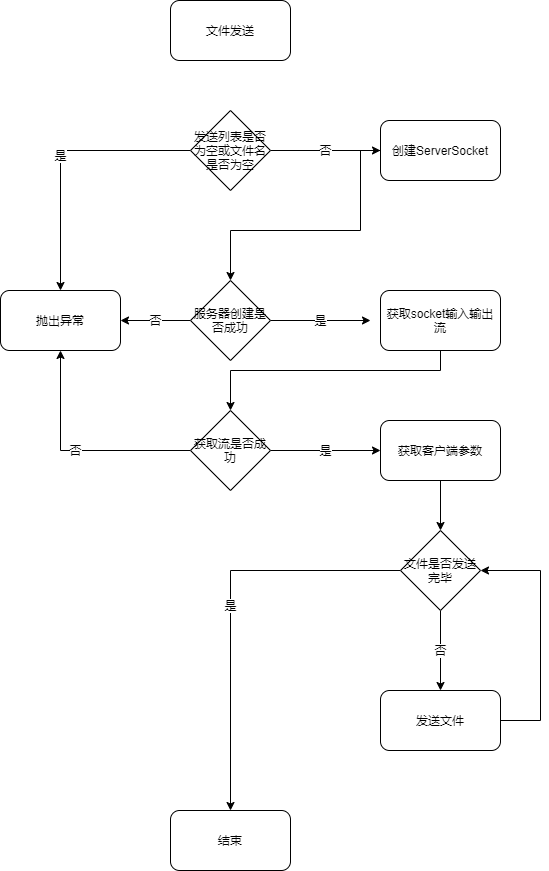 文件发送
发送列表是否
为空或文件名
是否为空
是
否
创建ServerSocket
抛出异常
否
服务器创建是
否成功
是
获取socket输入输出
流
否
获取流是否成
功
是
获取客户端参数
文件是否发送
完毕
是
否
发送文件
结束